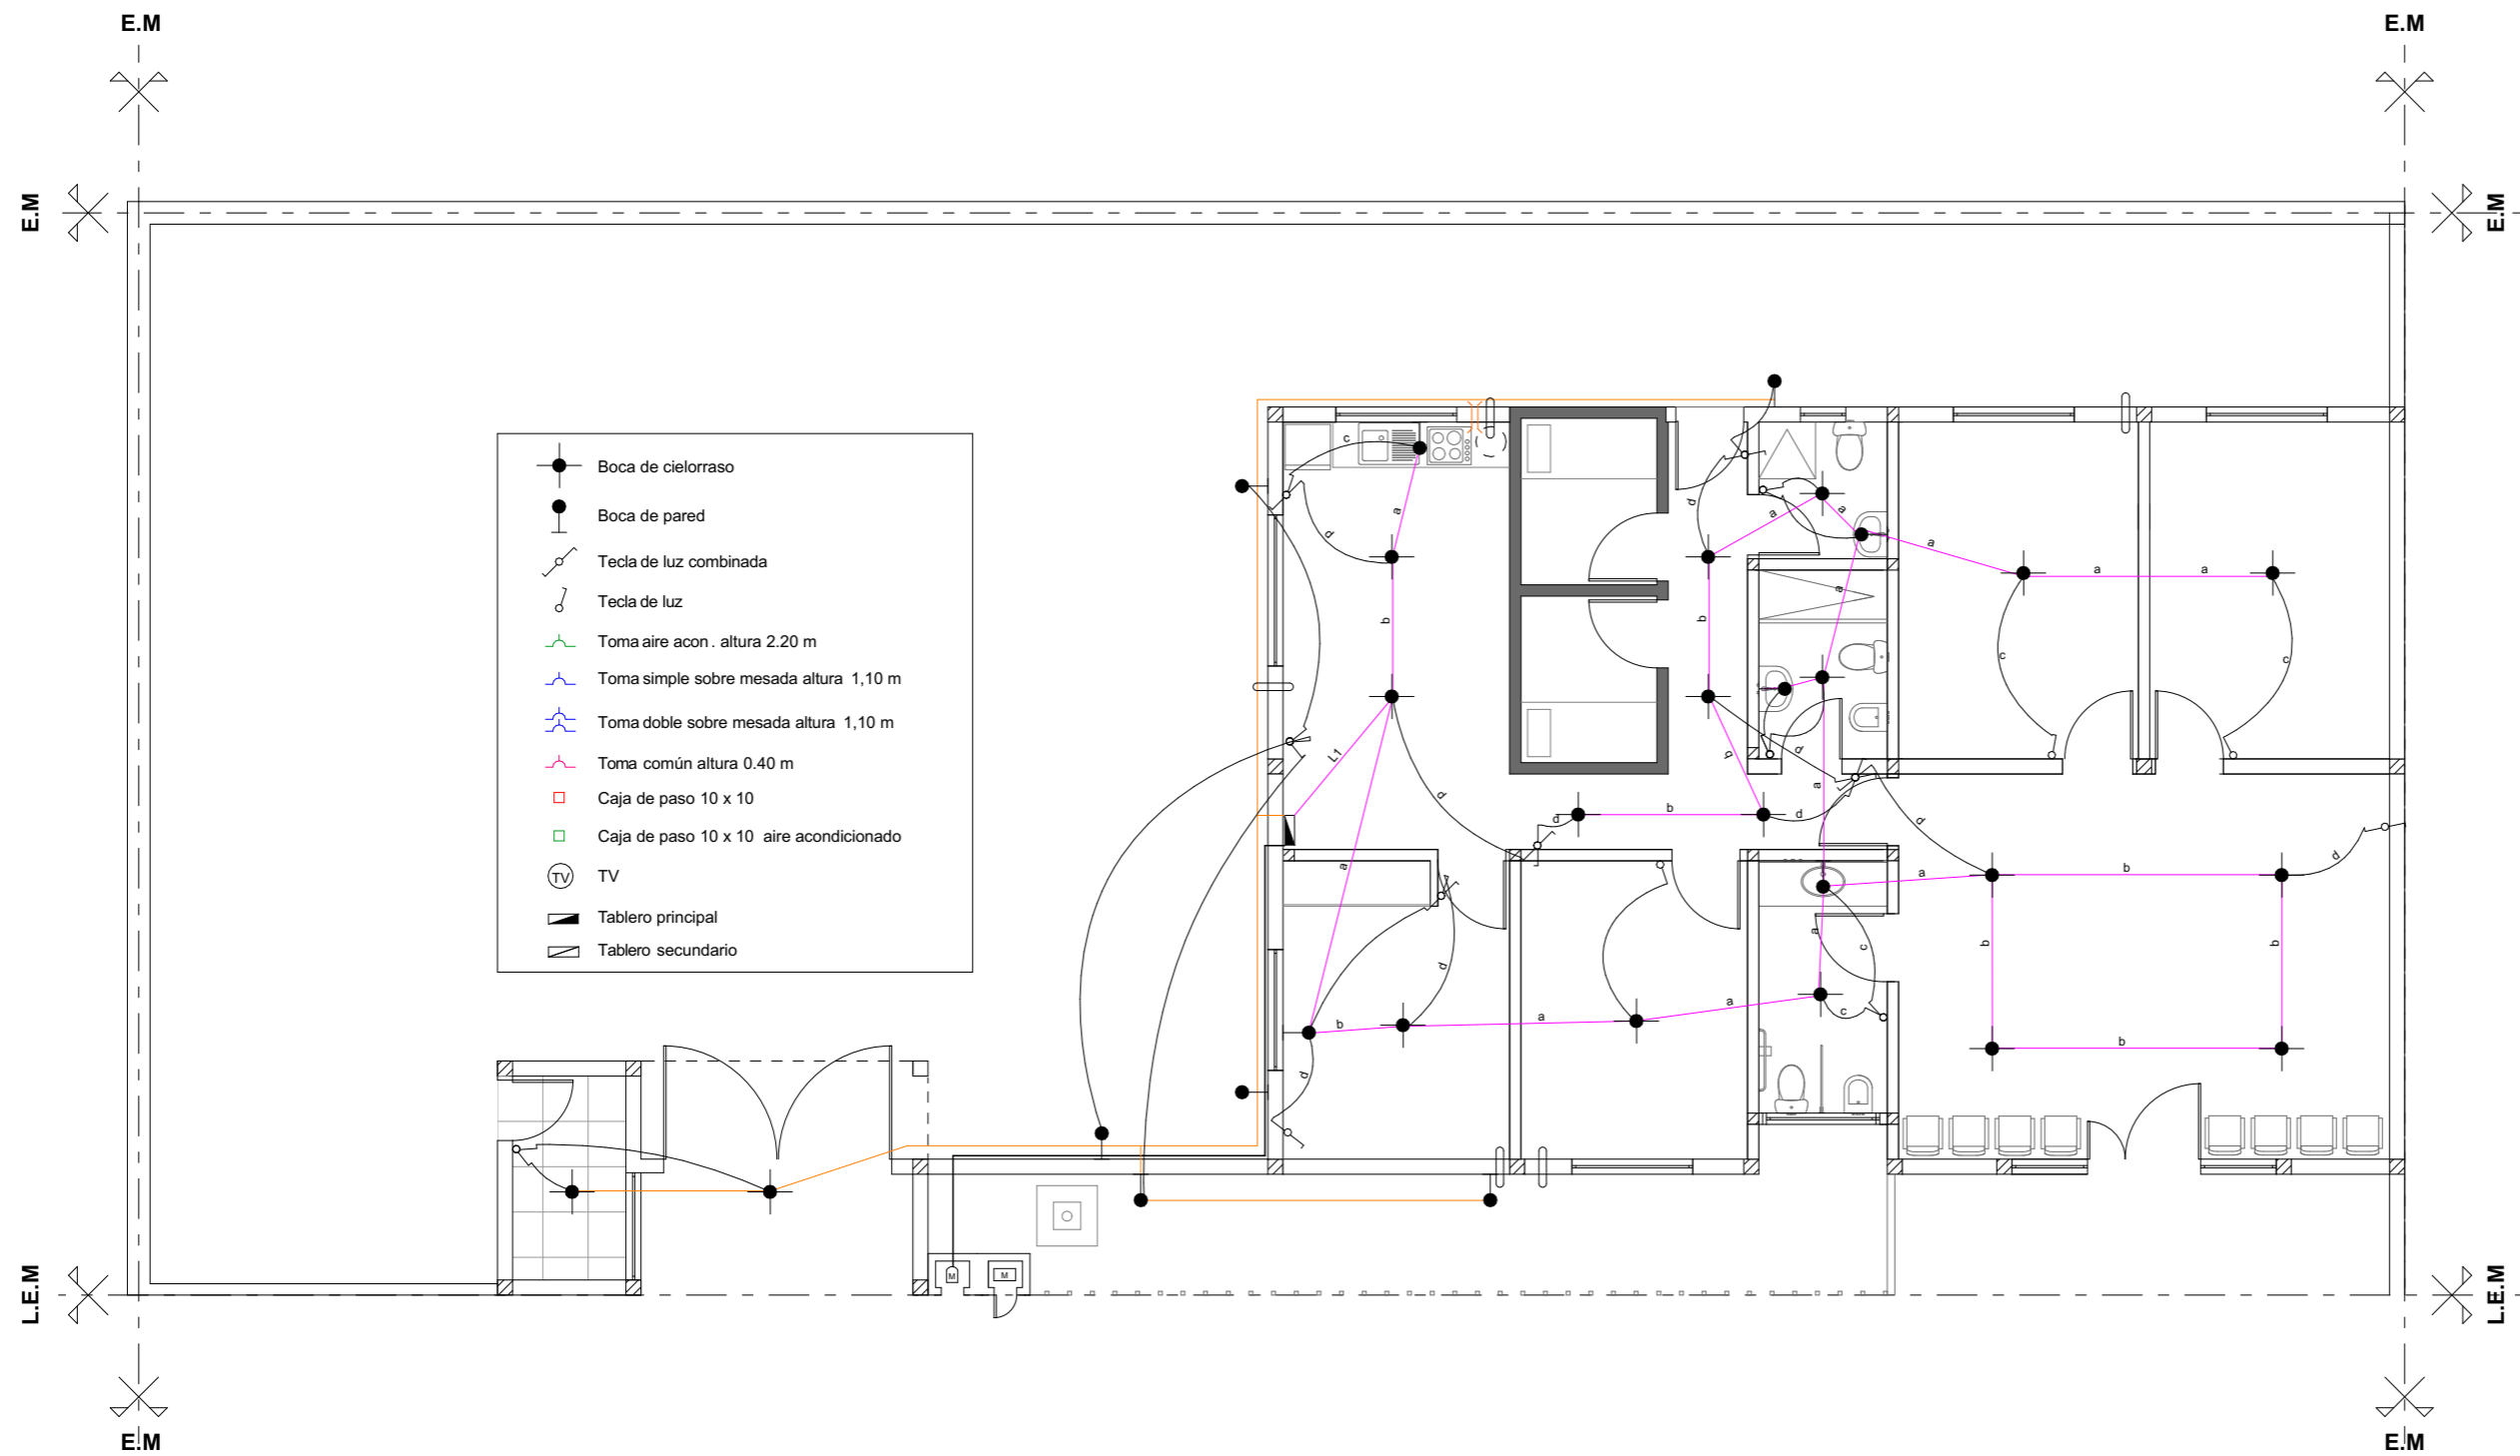 E.M
E.M
E.M
E.M
Boca de cielorraso
Boca de pared
Tecla de luz combinada
Tecla de luz
Toma aire acon. altura 2.20 m
Toma simple sobre mesada altura 1,10 m
Toma doble sobre mesada altura 1,10 m
Toma común altura 0.40 m
Caja de paso 10 x 10
Caja de paso 10 x 10 aire acondicionado
TV TV
Tablero principal
Tablero secundario
c
a
d
b
L1
d
a
d
b
d
d
a
a
a
b
a
a
a
c
c
b
d
b
d
a
d
d
a
b
b
b
b
a
c
c
a
a
b
d
d
M
M
L.E.M
L.E.M
E.M
E.M